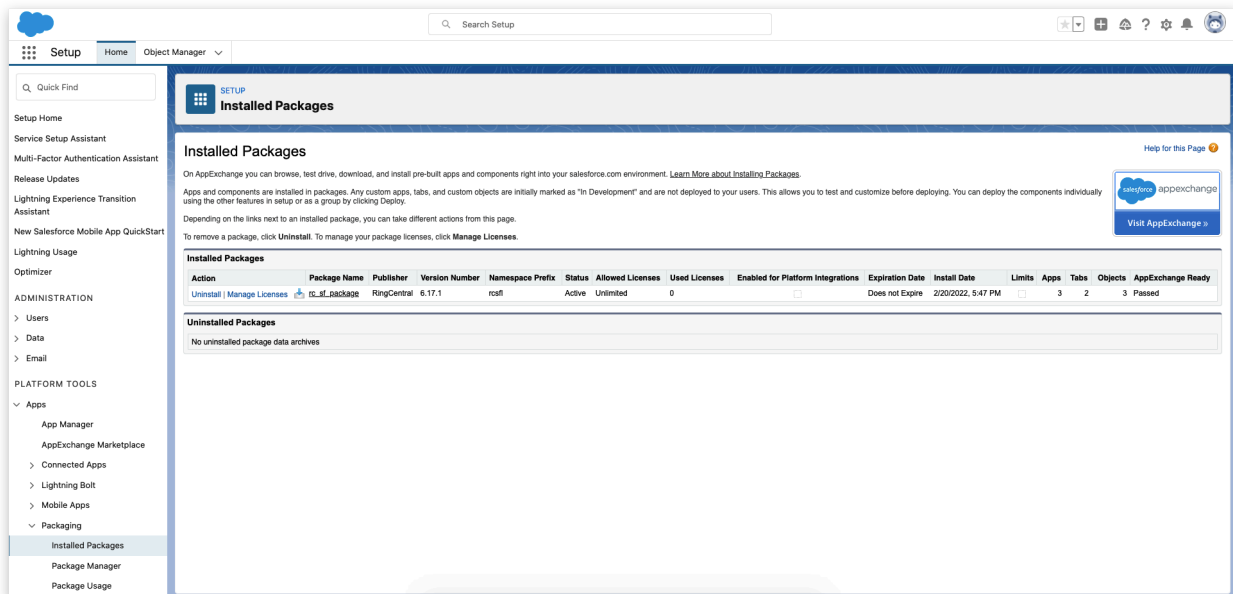 Search Setup
Setup
Home
Object Manager
Quick Find
Setup Home
Service Setup Assistant
Multi-Factor Authentication Assistant
Release Updates
Lightning Experience Transition
Assistant
New Salesforce Mobile App QuickStart
Lightning Usage
Optimizer
ADMINISTRATION
Users
Data
Email
PLATFORM TOOLS
Apps
App Manager
AppExchange Marketplace
Connected Apps
Lightning Bolt
Mobile Apps
Packaging
Installed Packages
Package Manager
Package Usage
SETUP
Installed Packages
Installed Packages
Help for this Page ?
On AppExchange you can browse, test drive, download, and install pre-built apps and components right into your salesforce.com environment. Learn More about Installing Packages.
Apps and components are installed in packages. Any custom apps, tabs, and custom objects are initially marked as "In Development" and are not deployed to your users. This allows you to test and customize before deploying. You can deploy the components individually
using the other features in setup or as a group by clicking Deploy.
Depending on the links next to an installed package, you can take different actions from this page.
To remove a package, click Uninstall. To manage your package licenses, click Manage Licenses.
salesforce appexchange
Visit AppExchange »
Installed Packages
Action Package Name Publisher Version Number Namespace Prefix Status Allowed Licenses Used Licenses Enabled for Platform Integrations Expiration Date Install Date Limits Apps Tabs Objects AppExchange Ready
Uninstall | Manage Licenses rc_sf_package RingCentral 6.17.1 rcsfl Active Unlimited 0 Does not Expire 2/20/2022, 5:47 PM 3 2 3 Passed
Uninstalled Packages
No uninstalled package data archives